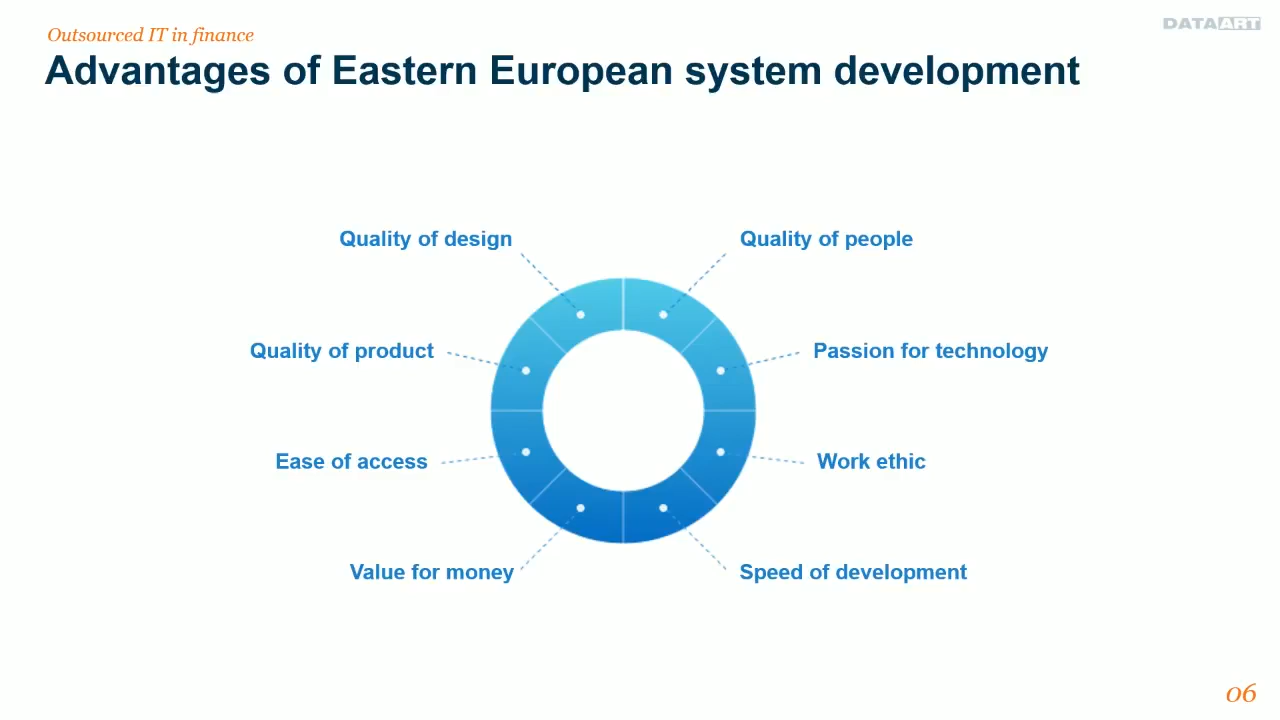 Outsourced IT in finance
DATAART
Advantages of Eastern European system development
Quality of design
Quality of people
Quality of product
Passion for technology
Ease of access
Work ethic
Value for money
Speed of development
06